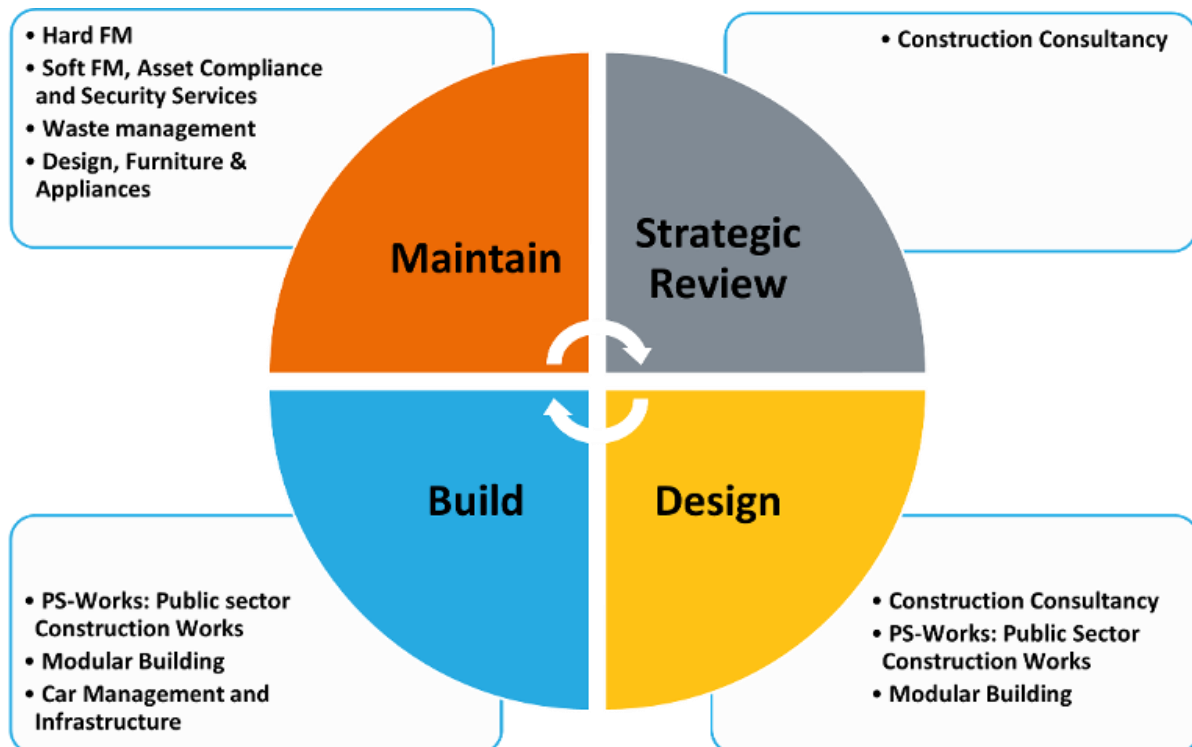 • Hard FM
• Soft FM, Asset Compliance
and Security Services
• Waste management
• Design, Furniture &
Appliances
• Construction Consultancy
Maintain
Strategic
Review
Build
Design
• PS-Works: Public sector
Construction Works
• Modular Building
• Car Management and
Infrastructure
• Construction Consultancy
• PS-Works: Public Sector
Construction Works
• Modular Building